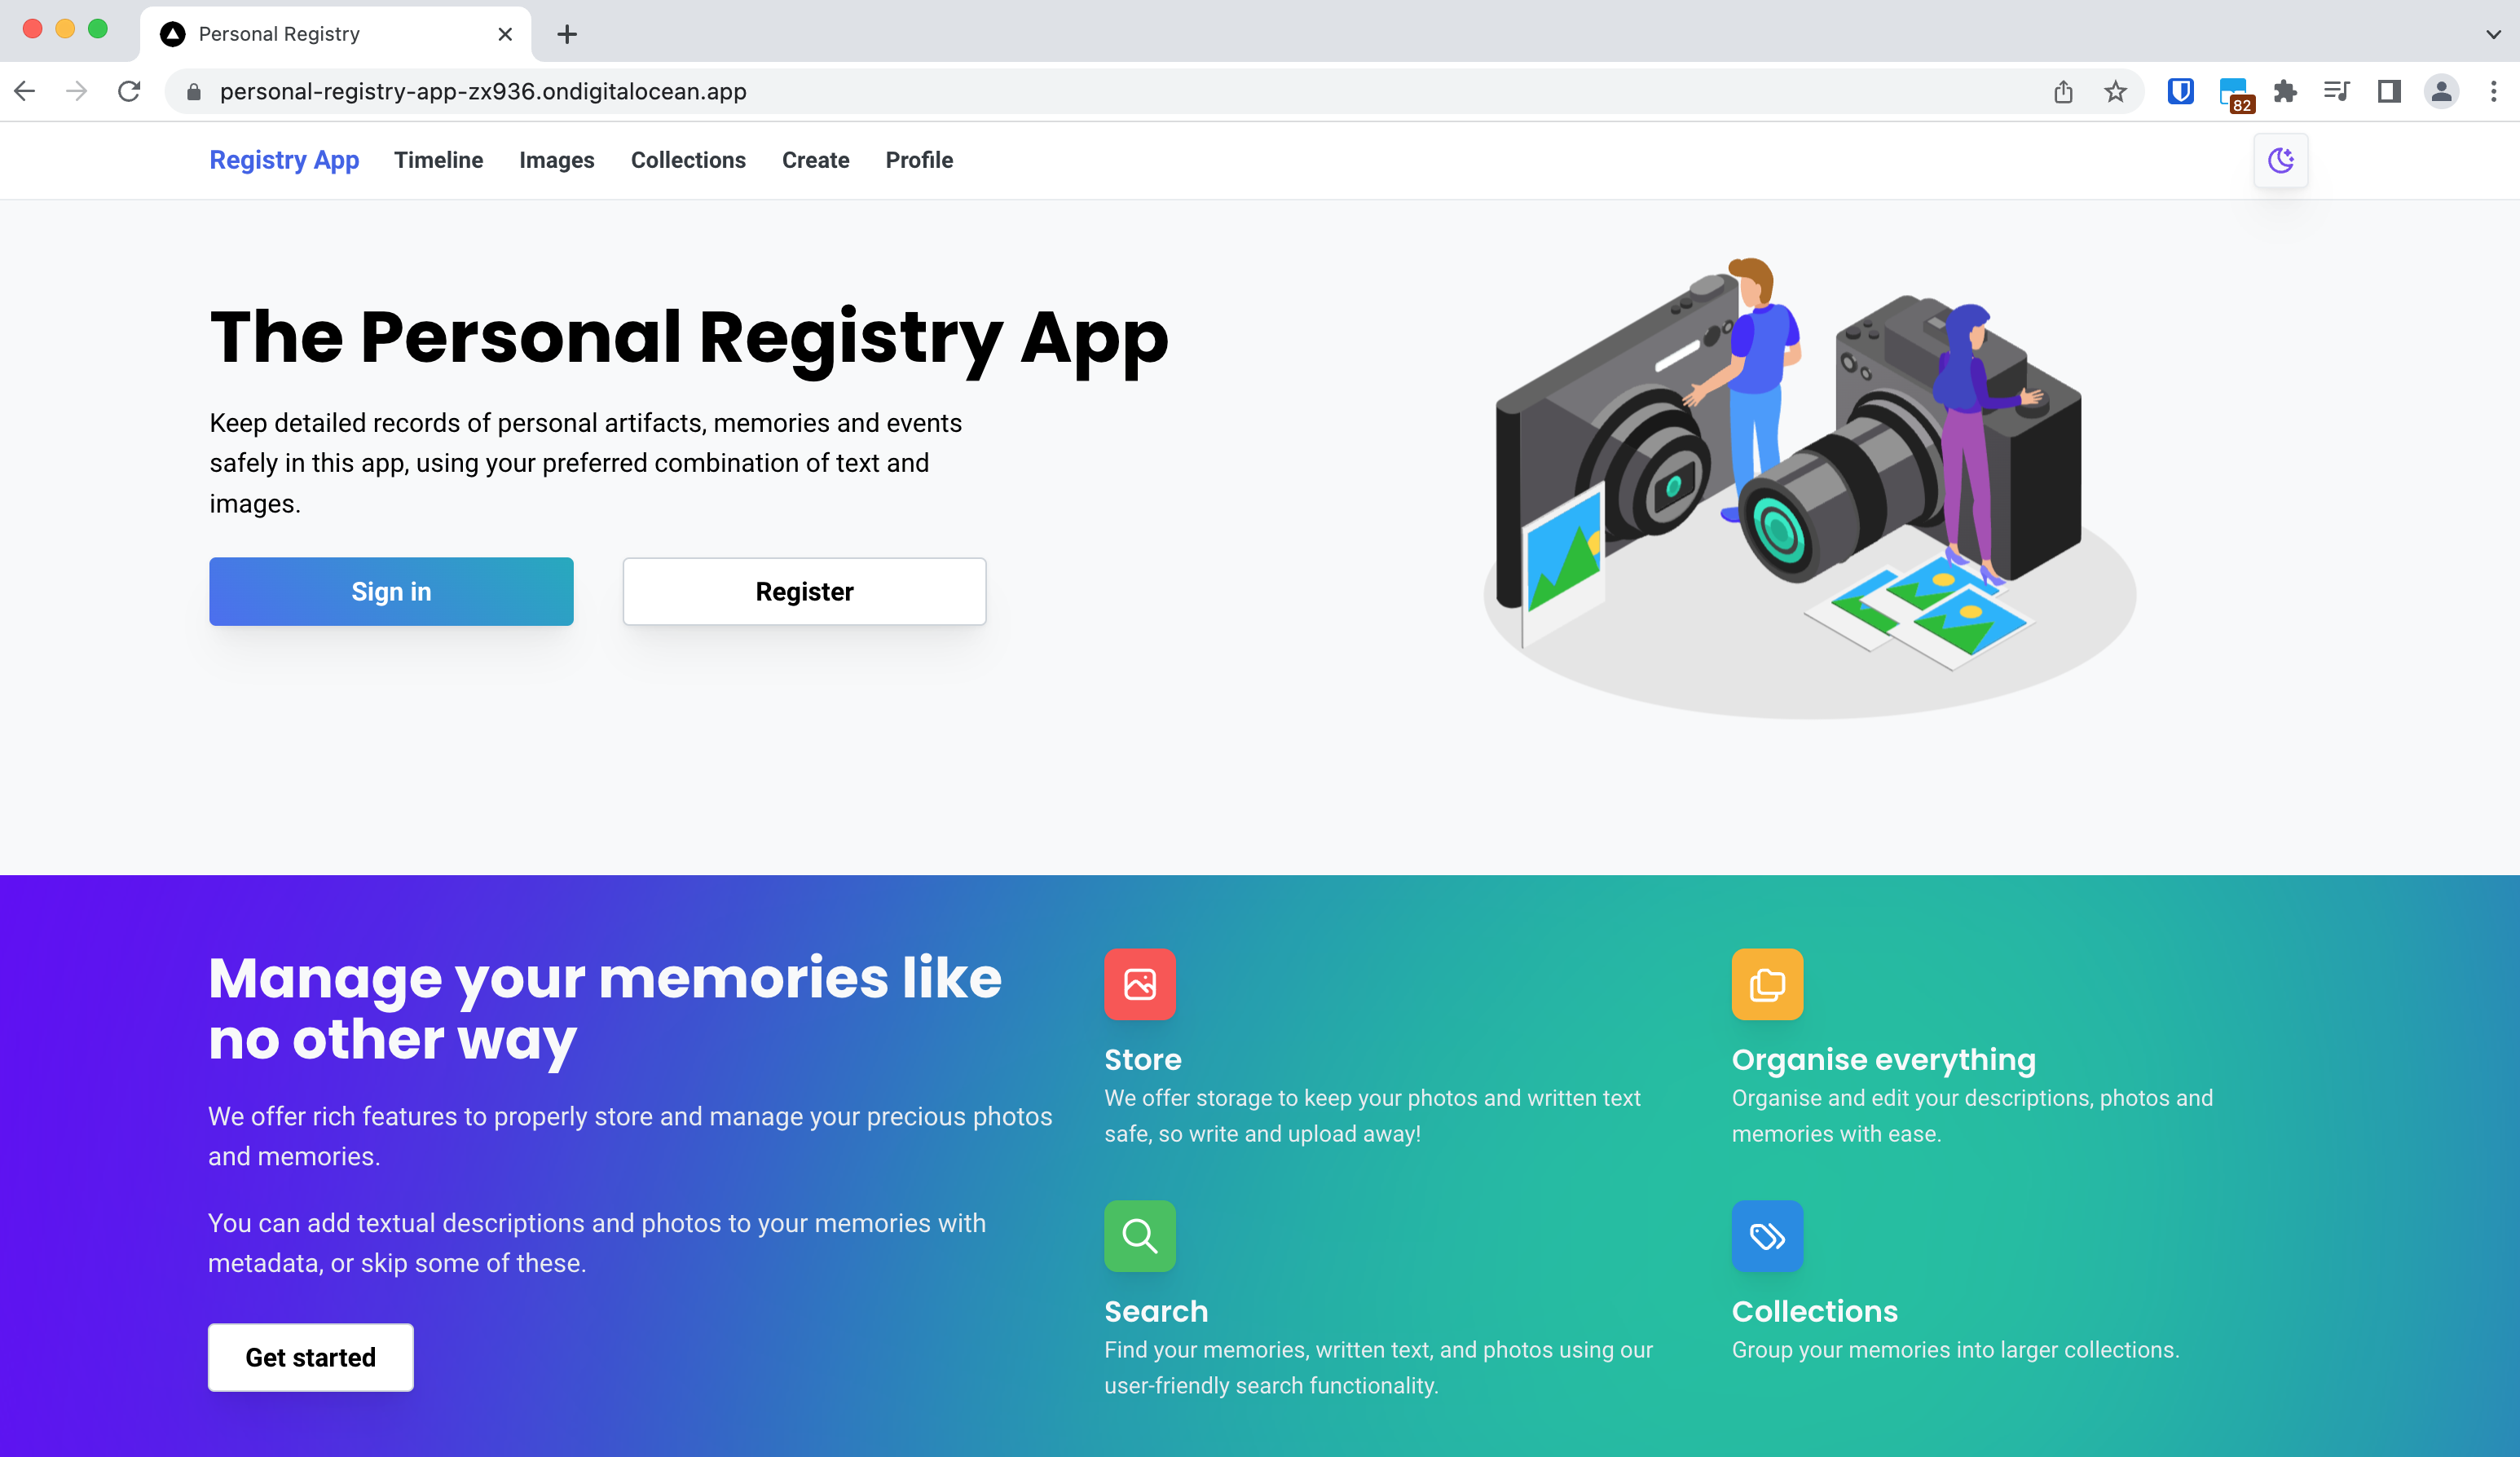 Personal Registry
personal-registry-app-zx936.ondigitalocean.app
82
Registry App Timeline Images Collections Create Profile
The Personal Registry App
Keep detailed records of personal artifacts, memories and events
safely in this app, using your preferred combination of text and
images.
Sign in
Register
Manage your memories like
no other way
We offer rich features to properly store and manage your precious photos
and memories.
You can add textual descriptions and photos to your memories with
metadata, or skip some of these.
Get started
Store
We offer storage to keep your photos and written text
safe, so write and upload away!
Organise everything
Organise and edit your descriptions, photos and
memories with ease.
Search
Find your memories, written text, and photos using our
user-friendly search functionality.
Collections
Group your memories into larger collections.